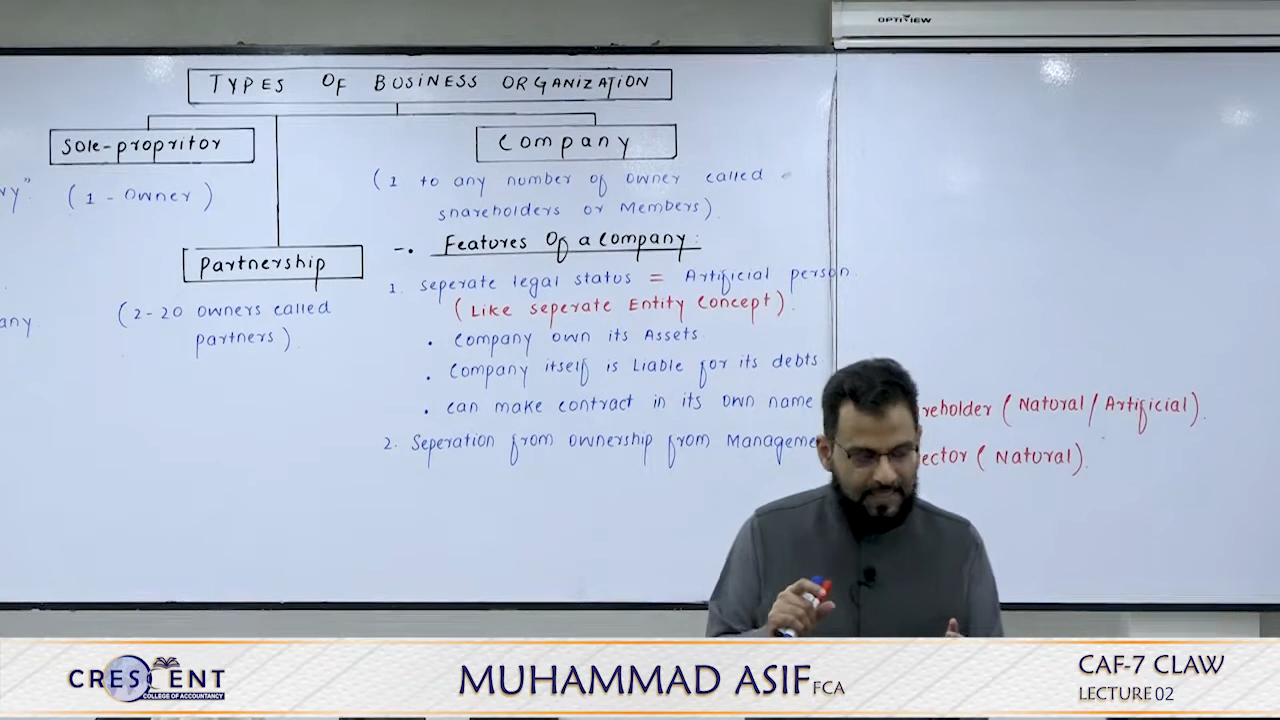 OPTIVIEW
TYPES OF BUSINESS ORGANIZATION
Sole-propritor
Company
(1 - Owner)
(1 to any number of owner called
shareholders or Members).
Partnership
(2-20 owners called
partners).
-. Features Of a Company:
1. seperate legal status = Artificial person.
(Like seperate Entity Concept).
. Company own its Assets.
. Company itself is Liable for its debts
. can make contract in its own name
2. Seperation from ownership from Manageme
reholder (Natural / Artificial).
ector (Natural).
any
CRESCENT
COLLEGE OF ACCOUNTANCY
MUHAMMAD ASIF FCA
CAF-7 CLAW
LECTURE 02